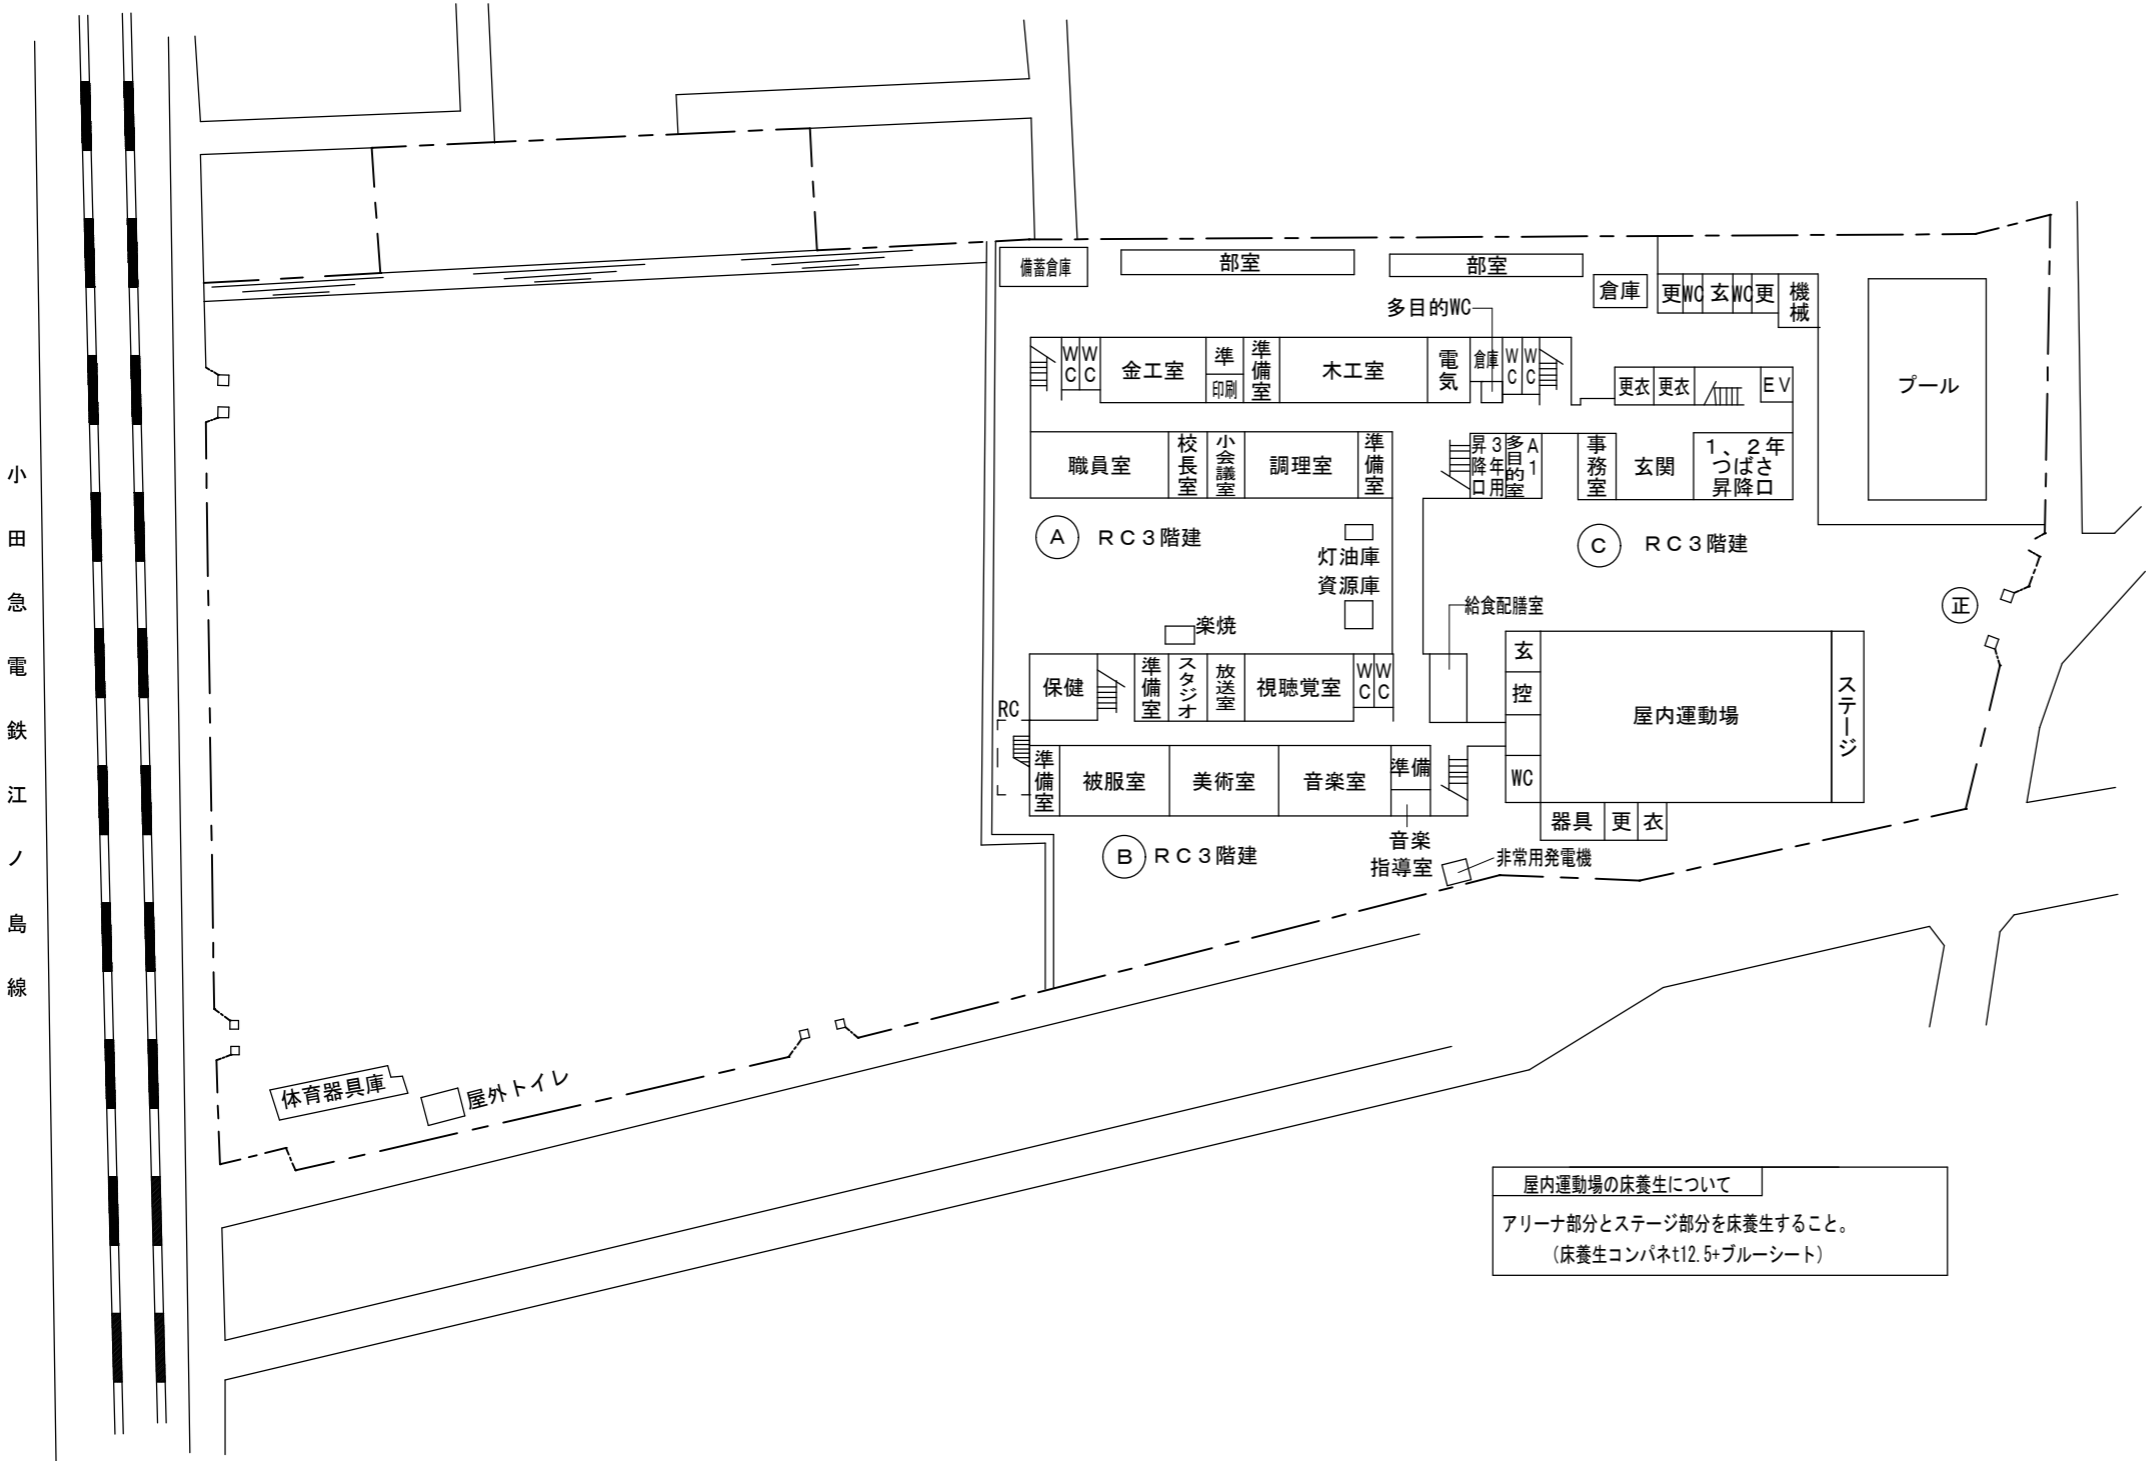 小田急電鉄江ノ島線
備蓄倉庫
部室
部室
倉庫
更
WC
玄
WC
更
機械
多目的WC
プール
WC
WC
金工室
準
印刷
準備室
木工室
電気
倉庫
WC
WC
更衣
更衣
EV
職員室
校長室
小会議室
調理室
準備室
3年用昇降口
A1
多目的室
事務室
玄関
1、2年
つばさ
昇降口
A RC3階建
灯油庫
資源庫
C RC3階建
給食配膳室
正
楽焼
保健
準備室
スタジオ
放送室
視聴覚室
WC
WC
RC
準備室
被服室
美術室
音楽室
準備
音楽
指導室
玄
控
WC
屋内運動場
ステージ
器具
更
衣
B RC3階建
非常用発電機
体育器具庫
屋外トイレ
屋内運動場の床養生について
アリーナ部分とステージ部分を床養生すること。
(床養生コンパネt12.5+ブルーシート)